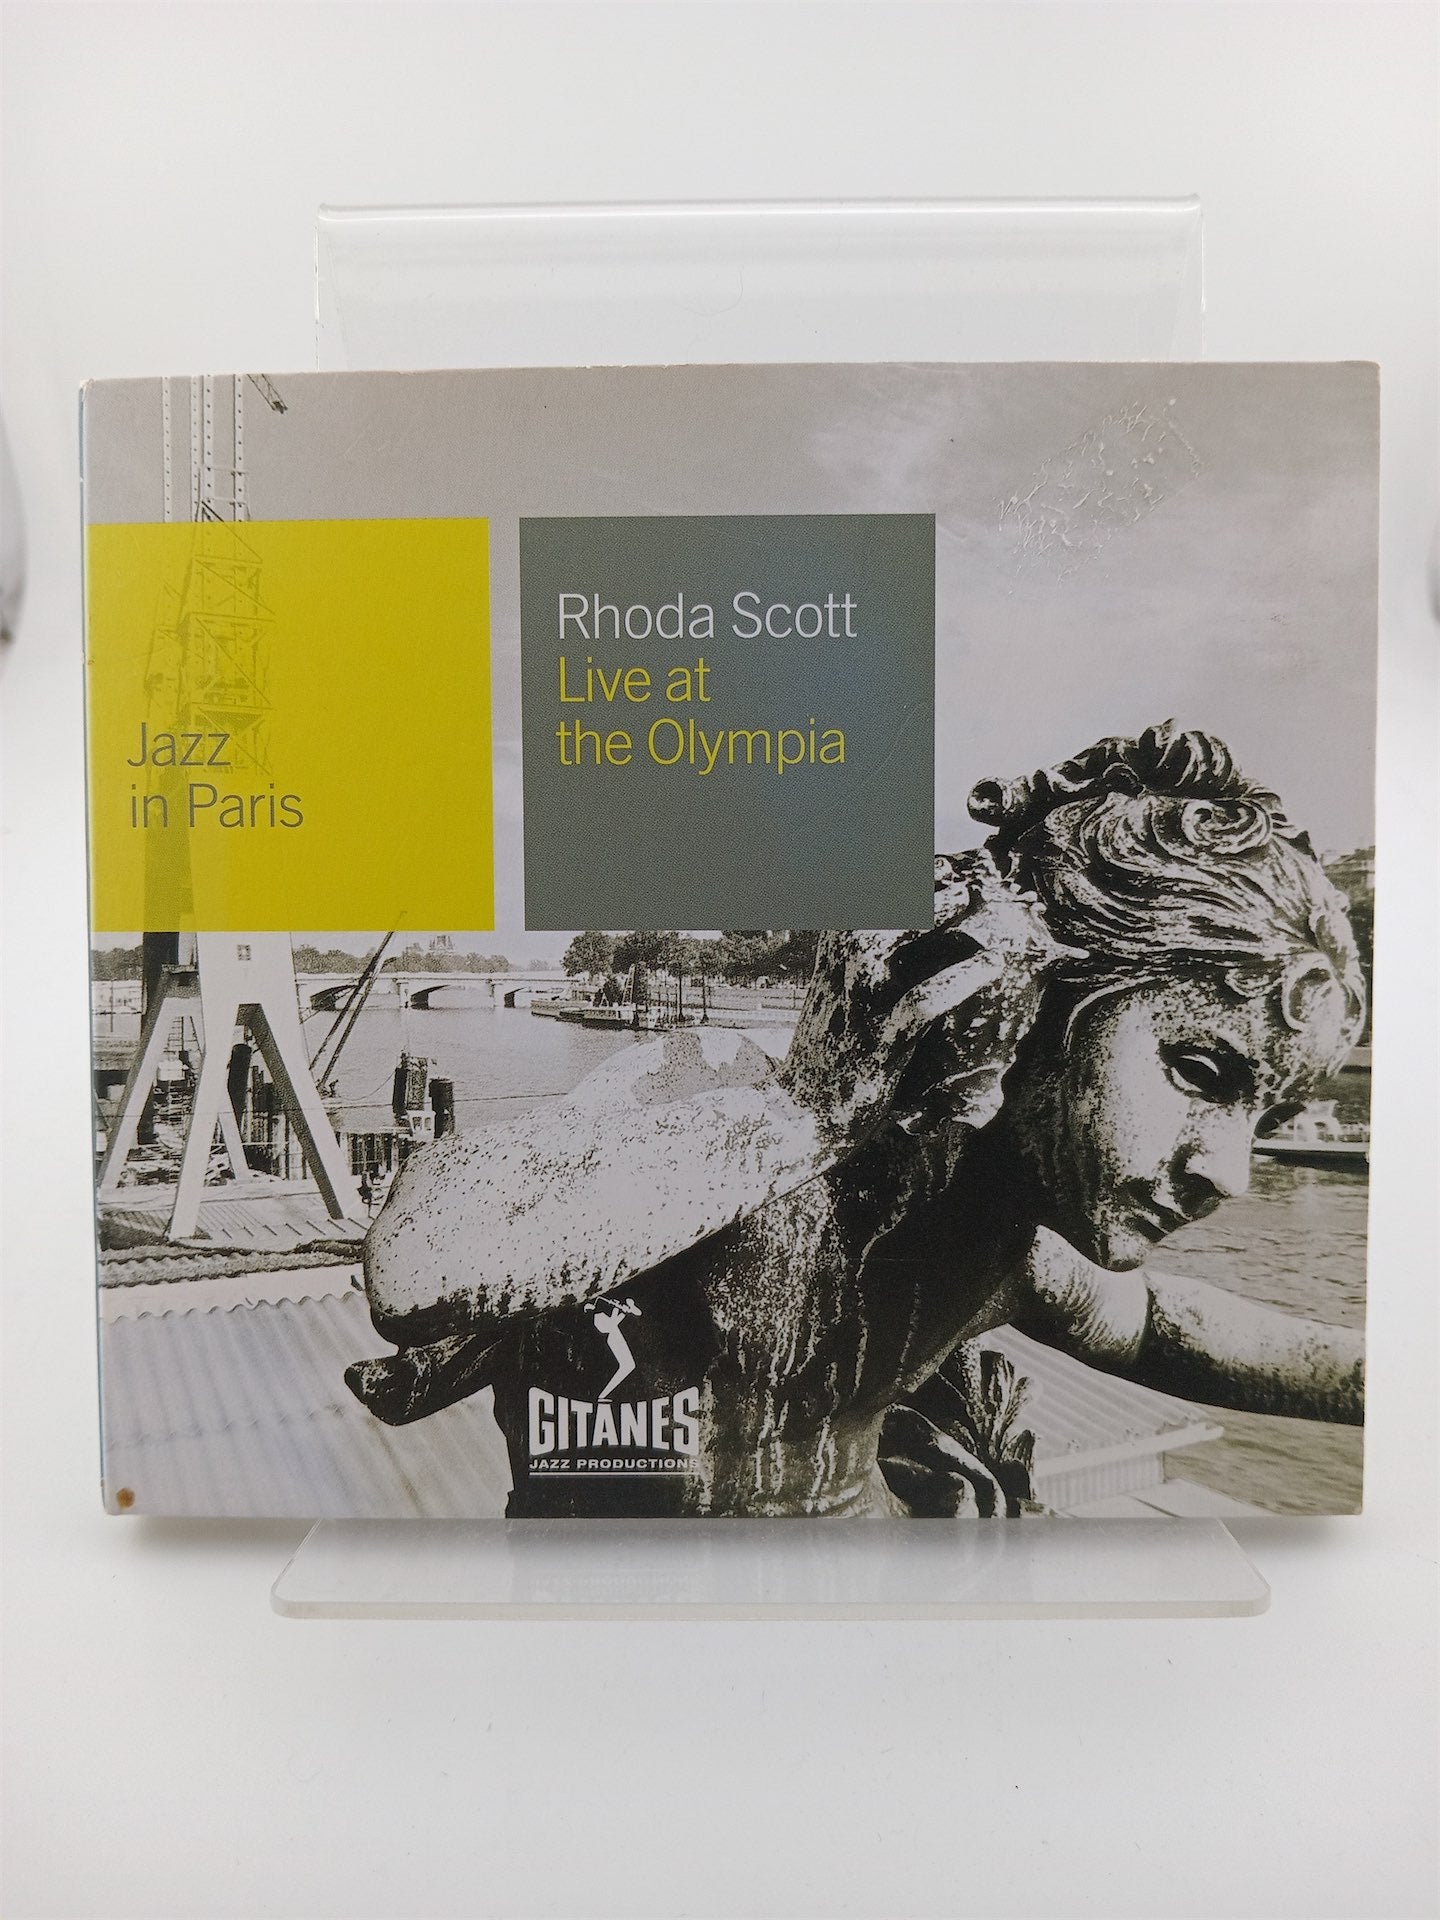 Jazz
in Paris
Rhoda Scott
Live at
the Olympia
GITANES
JAZZ PRODUCTIONS